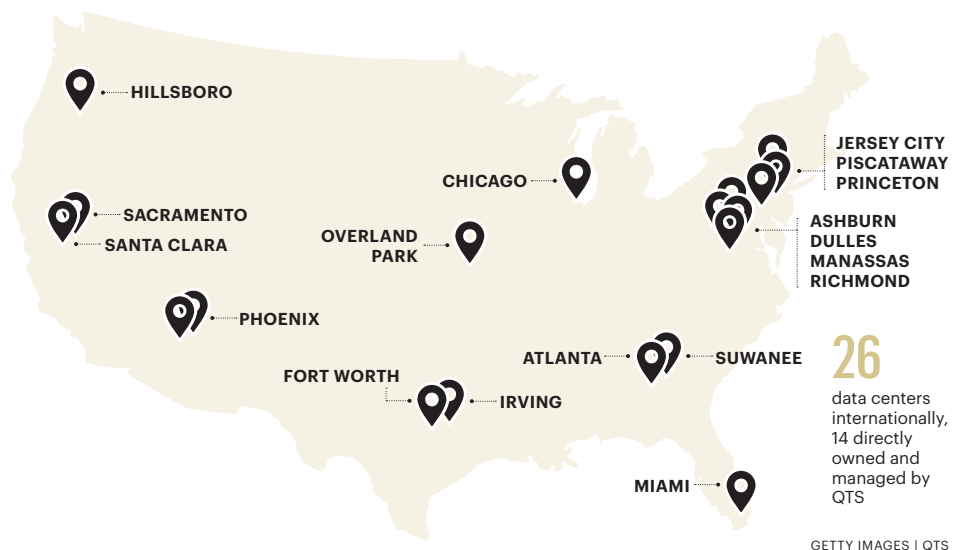 HILLSBORO
JERSEY CITY
PISCATAWAY
PRINCETON
CHICAGO
SACRAMENTO
SANTA CLARA
OVERLAND
PARK
ASHBURN
DULLES
MANASSAS
RICHMOND
PHOENIX
ATLANTA
SUWANEE
FORT WORTH
IRVING
MIAMI
26
data centers
internationally,
14 directly
owned and
managed by
QTS
GETTY IMAGES | QTS